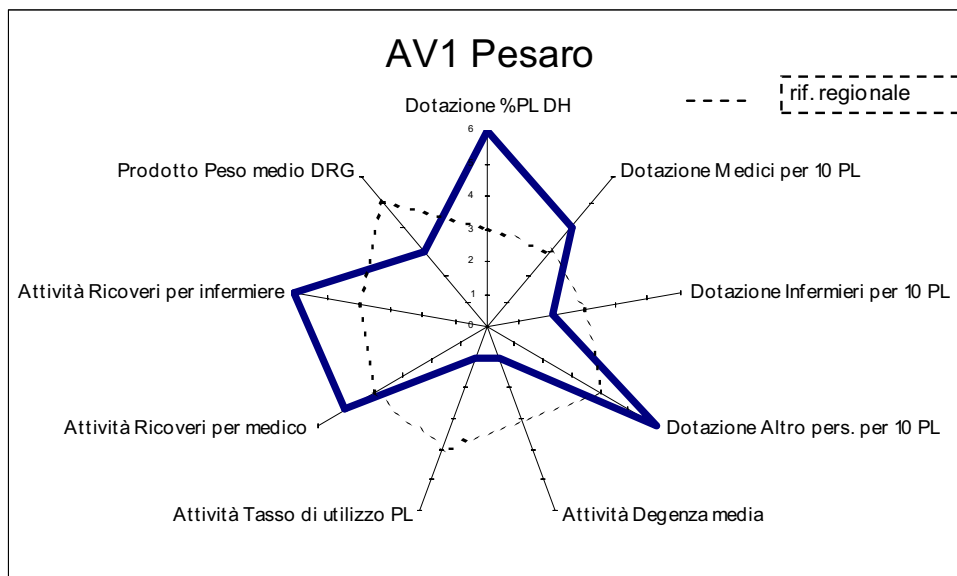 AV1 Pesaro
rif. regionale
Dotazione %PL DH
Prodotto Peso medio DRG
Dotazione Medici per 10 PL
Attività Ricoveri per infermiere
Dotazione Infermieri per 10 PL
Attività Ricoveri per medico
Dotazione Altro pers. per 10 PL
Attività Tasso di utilizzo PL
Attività Degenza media
6
4
3
2
1
0